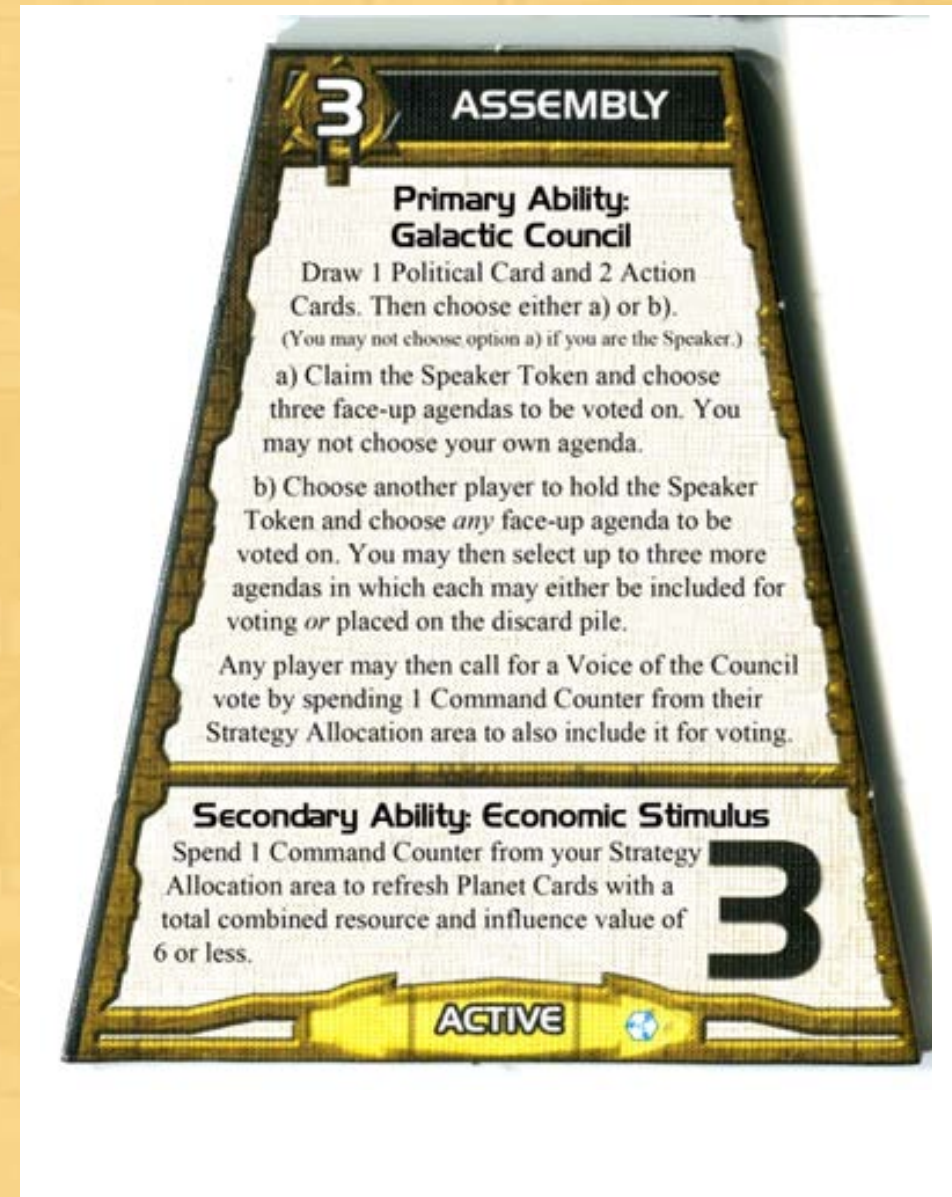 3
ASSEMBLY
Primary Ability:
Galactic Council
Draw 1 Political Card and 2 Action
Cards. Then choose either a) or b).
(You may not choose option a) if you are the Speaker.)
a) Claim the Speaker Token and choose
three face-up agendas to be voted on. You
may not choose your own agenda.
b) Choose another player to hold the Speaker
Token and choose any face-up agenda to be
voted on. You may then select up to three more
agendas in which each may either be included for
voting or placed on the discard pile.
Any player may then call for a Voice of the Council
vote by spending 1 Command Counter from their
Strategy Allocation area to also include it for voting.
Secondary Ability: Economic Stimulus
Spend 1 Command Counter from your Strategy
Allocation area to refresh Planet Cards with a
total combined resource and influence value of
6 or less.
3
ACTIVE